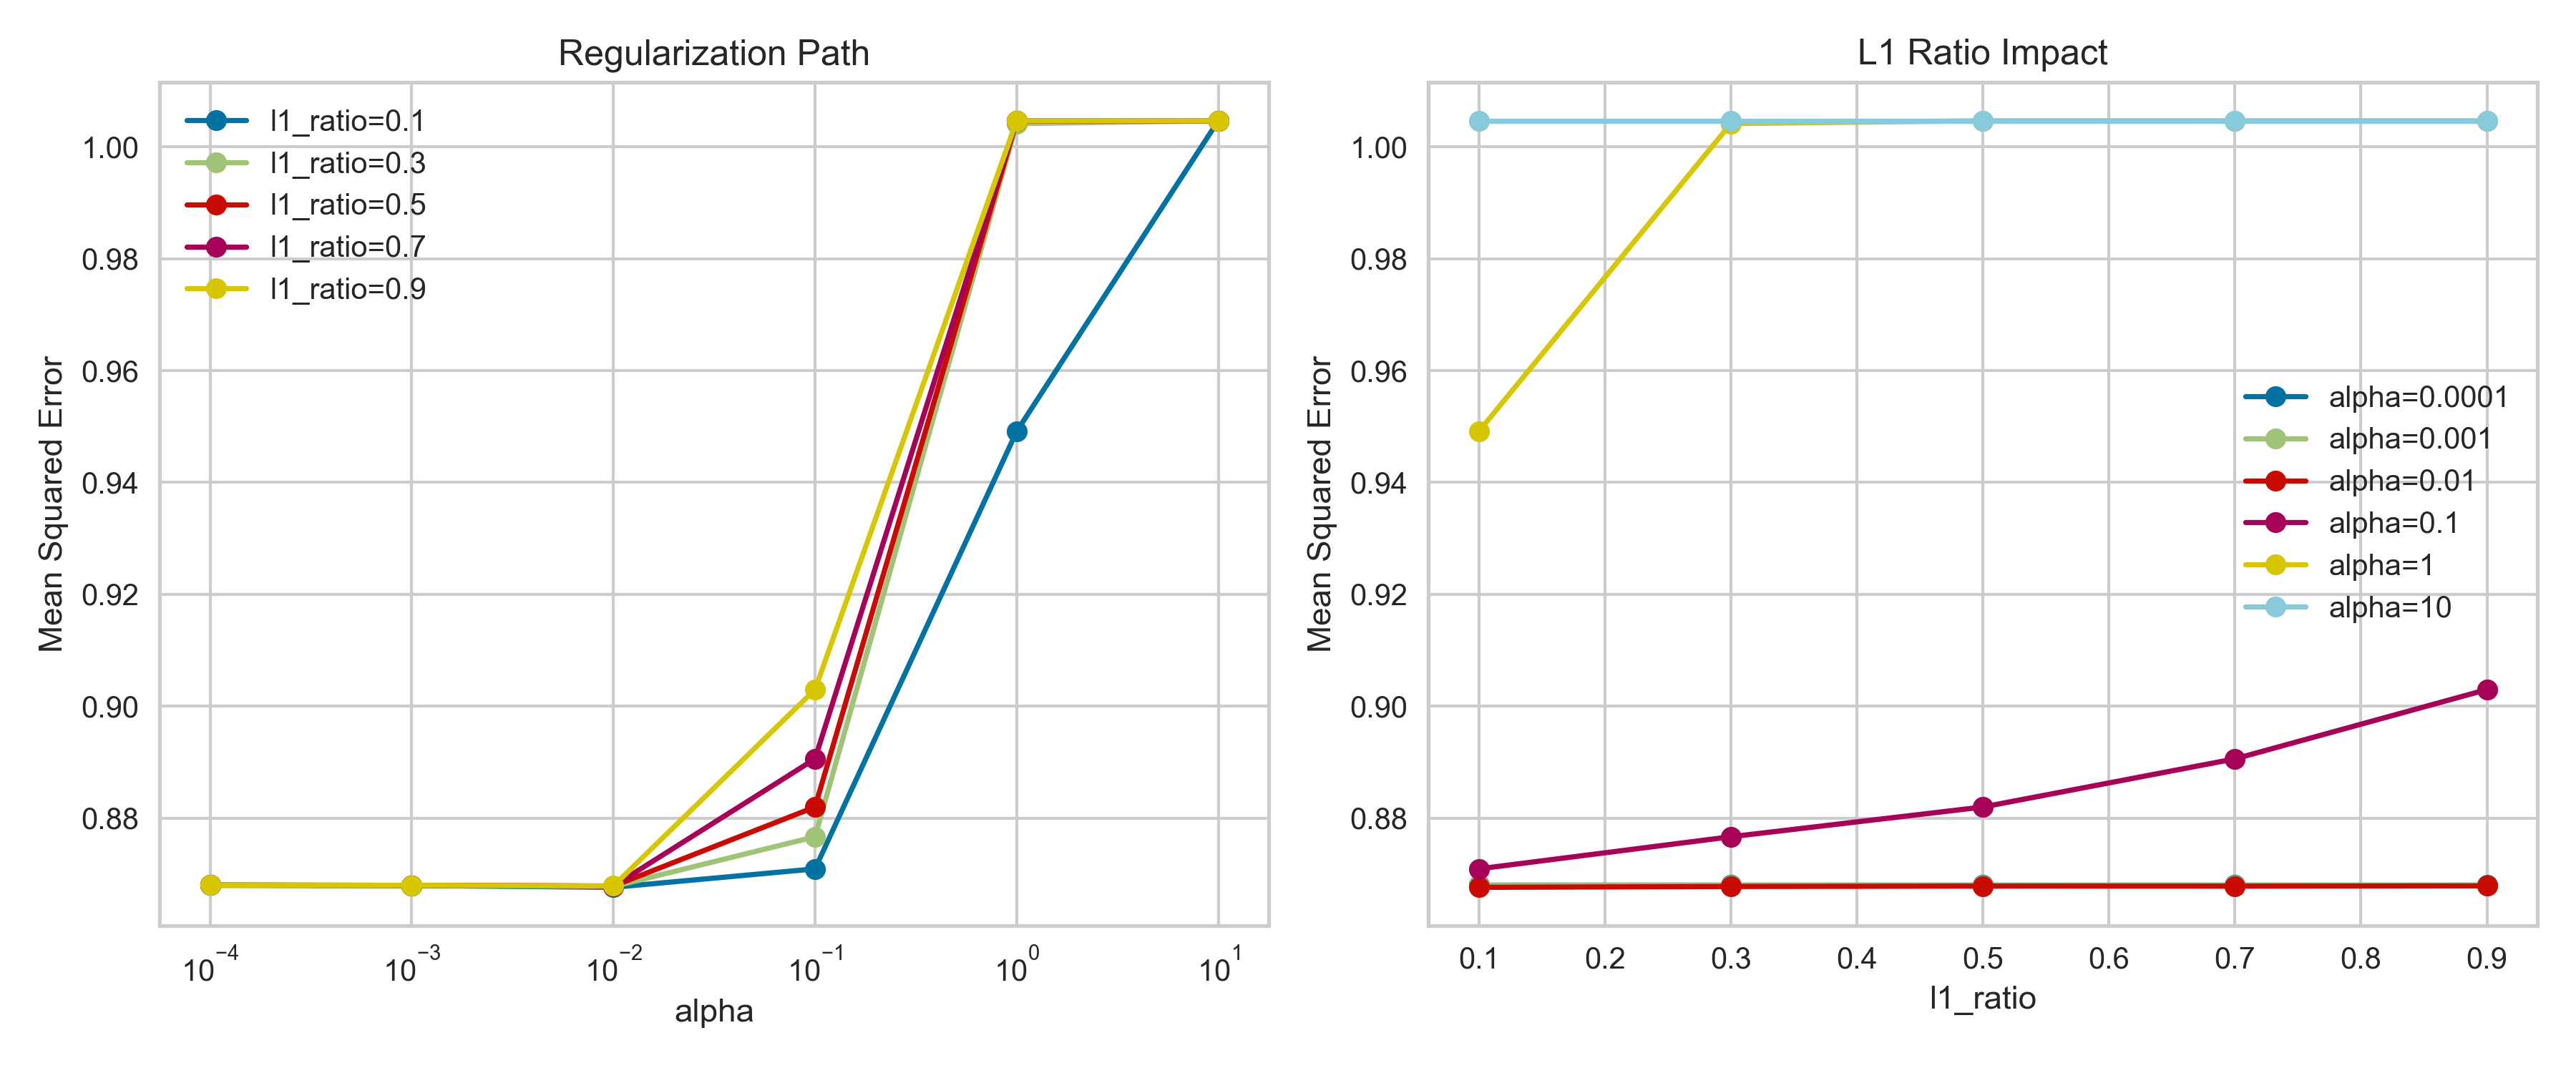 Regularization Path
l1_ratio=0.1
l1_ratio=0.3
l1_ratio=0.5
l1_ratio=0.7
l1_ratio=0.9
1.00
0.98
0.96
0.94
0.92
0.90
0.88
Mean Squared Error
10⁻⁴ 10⁻³ 10⁻² 10⁻¹ 10⁰ 10¹
alpha
L1 Ratio Impact
1.00
0.98
0.96
0.94
0.92
0.90
0.88
Mean Squared Error
alpha=0.0001
alpha=0.001
alpha=0.01
alpha=0.1
alpha=1
alpha=10
0.1 0.2 0.3 0.4 0.5 0.6 0.7 0.8 0.9
l1_ratio